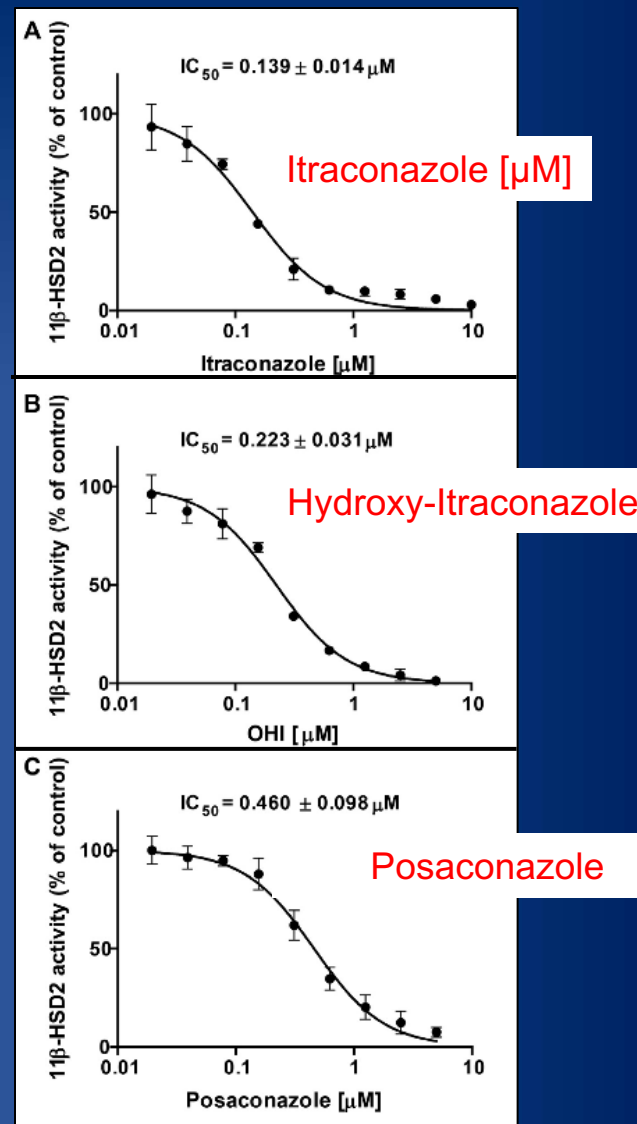 A
IC50 = 0.139 ± 0.014 µM
11β-HSD2 activity (% of control)
100
50
0
Itraconazole [µM]
0.01 0.1 1 10
Itraconazole [µM]
B
IC50 = 0.223 ± 0.031 µM
11β-HSD2 activity (% of control)
100
50
0
Hydroxy-Itraconazole
0.01 0.1 1 10
OHI [ µM]
C
IC50 = 0.460 ± 0.098 µM
11β-HSD2 activity (% of control)
100
50
0
Posaconazole
0.01 0.1 1 10
Posaconazole [µM]